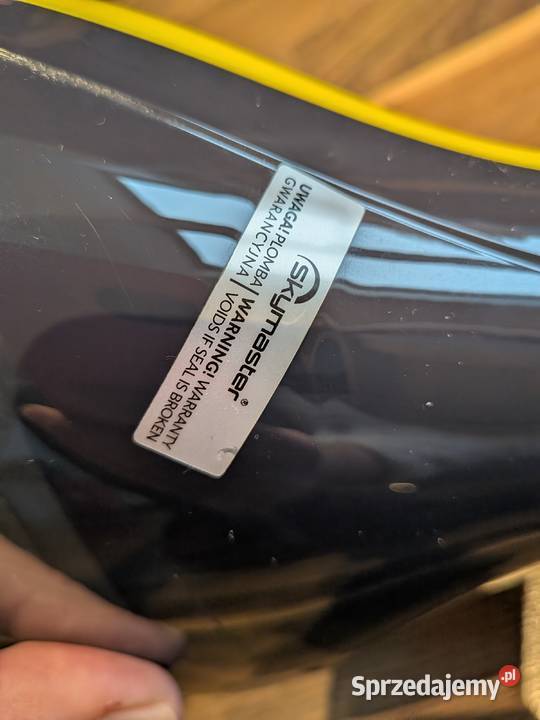 skymaster®
UWAGA! PLOMBA
GWARANCYJNA | WARNING! WARRANTY
VOIDS IF SEAL IS BROKEN
Sprzedajemy.pl